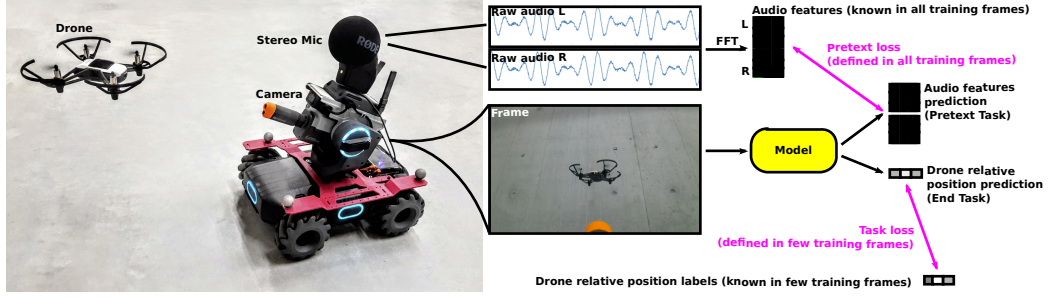 Drone
Stereo Mic
RØDE
Camera
Raw audio L
Raw audio R
Frame
FFT
Audio features (known in all training frames)
L
R
Pretext loss
(defined in all training frames)
Audio features
prediction
(Pretext Task)
Model
Drone relative
position prediction
(End Task)
Task loss
(defined in few training frames)
Drone relative position labels (known in few training frames)